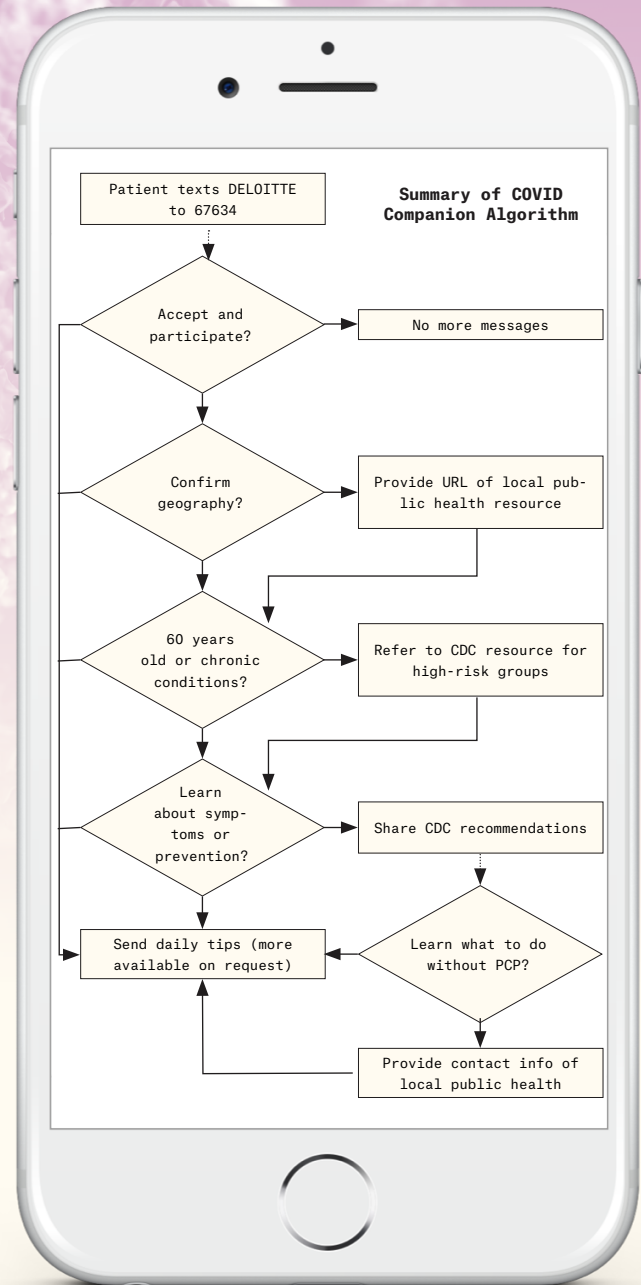 Patient texts DELOITTE
to 67634
Summary of COVID
Companion Algorithm
Accept and
participate?
No more messages
Confirm
geography?
Provide URL of local pub-
lic health resource
60 years
old or chronic
conditions?
Refer to CDC resource for
high-risk groups
Learn
about symp-
toms or
prevention?
Share CDC recommendations
Send daily tips (more
available on request)
Learn what to do
without PCP?
Provide contact info of
local public health